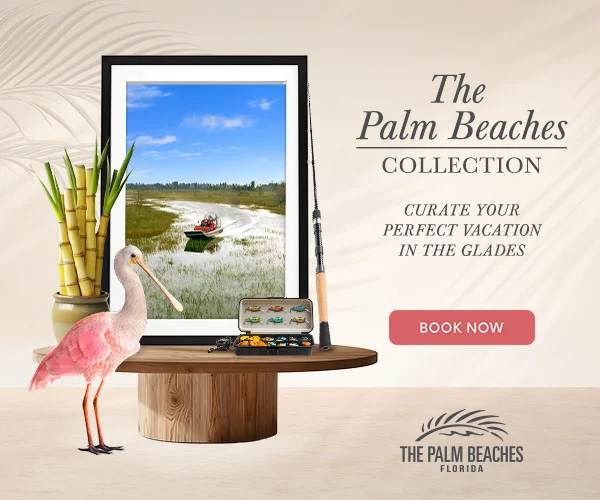 The
Palm Beaches
COLLECTION
CURATE YOUR
PERFECT VACATION
IN THE GLADES
BOOK NOW
THE PALM BEACHES
FLORIDA